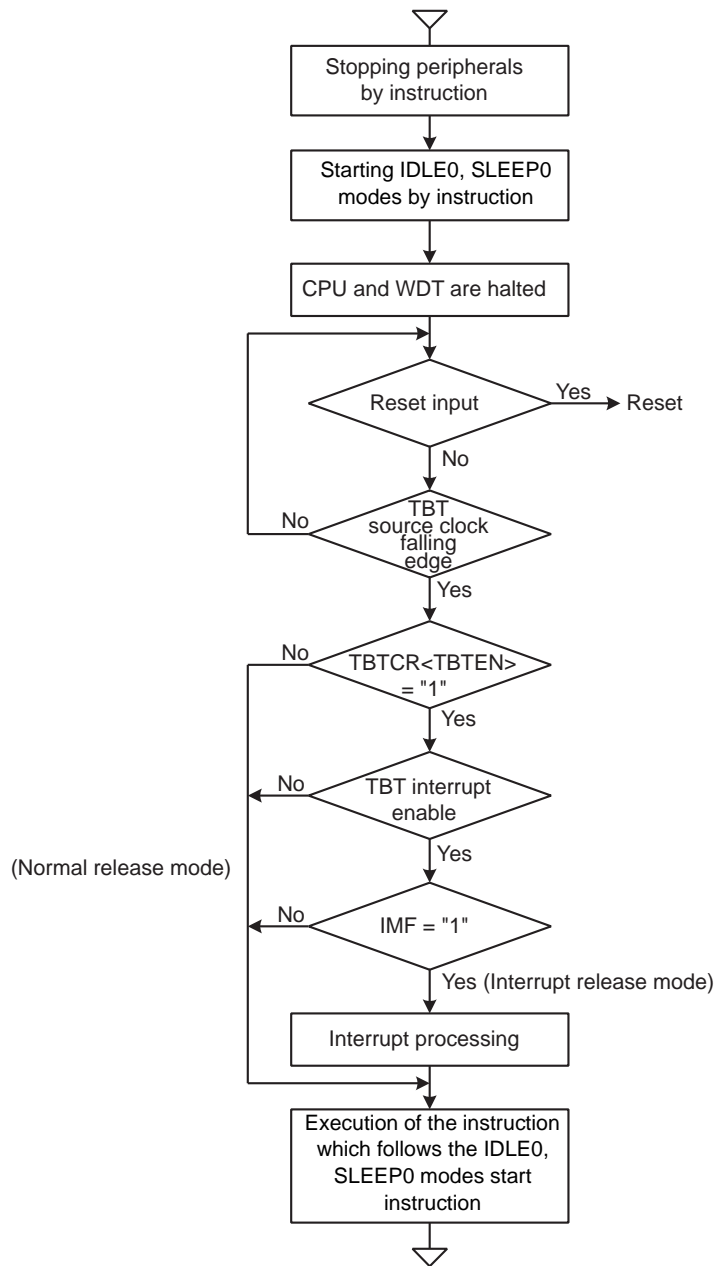 Stopping peripherals
by instruction
Starting IDLE0, SLEEP0
modes by instruction
CPU and WDT are halted
Reset input
Yes
Reset
No
TBT
source clock
falling
edge
No
Yes
TBTCR<TBTEN>
= "1"
No
Yes
TBT interrupt
enable
No
Yes
(Normal release mode)
IMF = "1"
No
Yes (Interrupt release mode)
Interrupt processing
Execution of the instruction
which follows the IDLE0,
SLEEP0 modes start
instruction